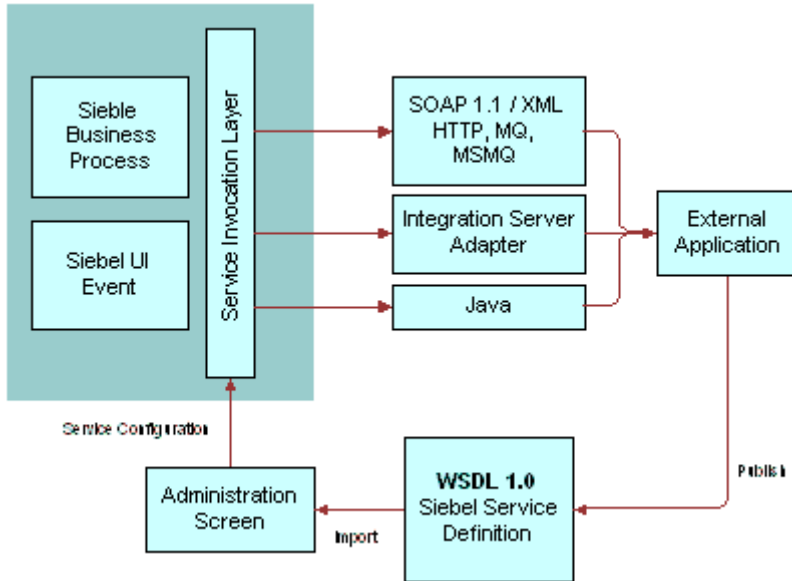 Sieble
Business
Process
Siebel UI
Event
Service Invocation Layer
SOAP 1.1 / XML
HTTP, MQ,
MSMQ
Integration Server
Adapter
Java
External
Application
Service Configuration
Administration
Screen
Import
WSDL 1.0
Siebel Service
Definition
Publish